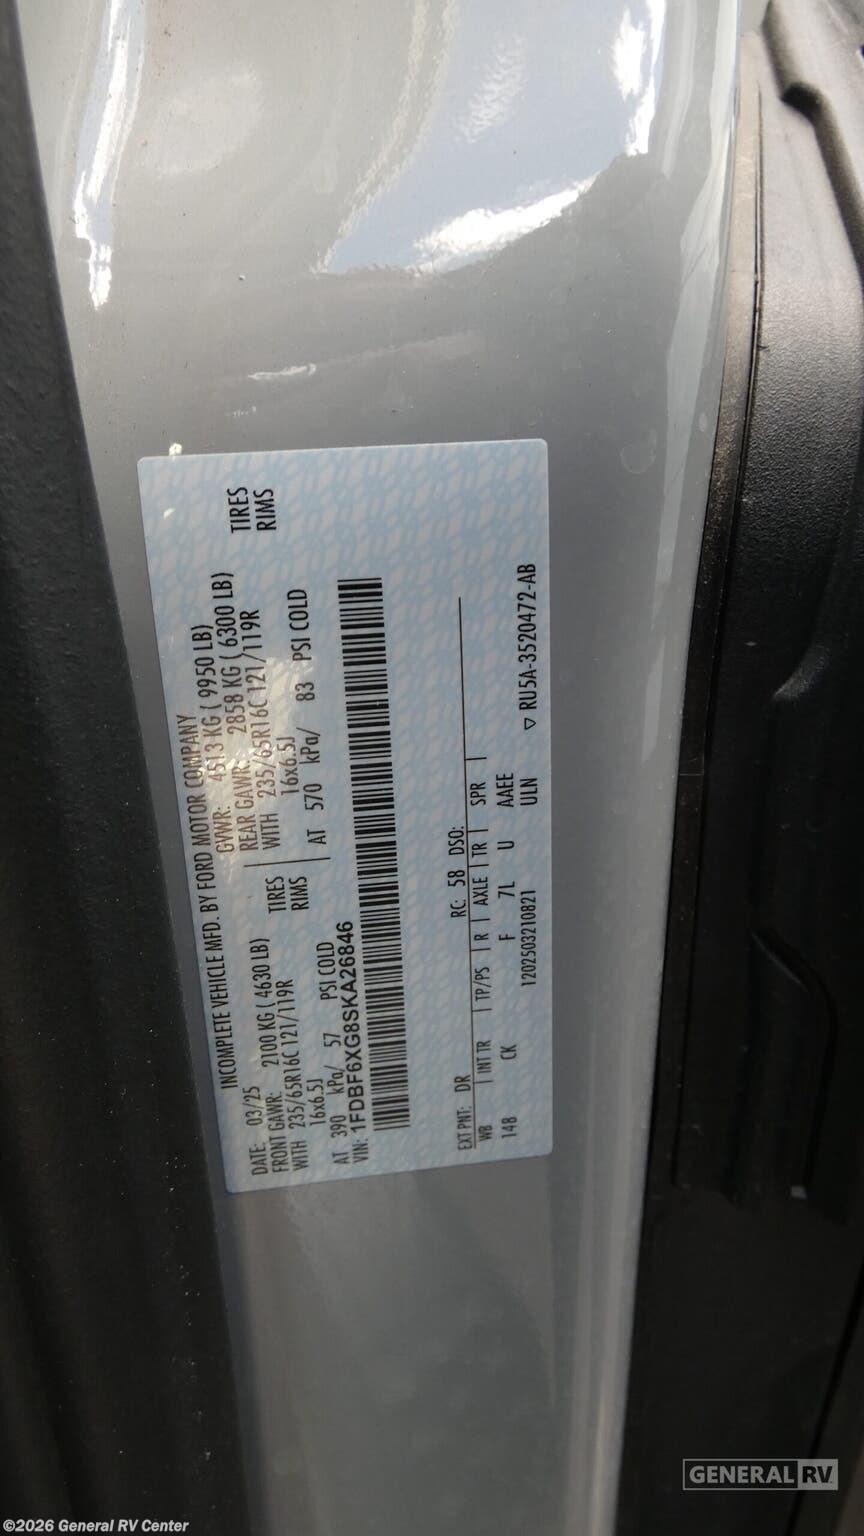 INCOMPLETE VEHICLE MFD. BY FORD MOTOR COMPANY
DATE: 03/25 GVWR: 4513 KG ( 9950 LB)
FRONT GAWR: 2100 KG ( 4630 LB) REAR GAWR: 2858 KG ( 6300 LB)
WITH 235/65R16C 121/119R TIRES WITH 235/65R16C 121/119R TIRES
16x6.5J RIMS 16x6.5J RIMS
AT 390 kPa/ 57 PSI COLD AT 570 kPa/ 83 PSI COLD
VIN: 1FDBF6XG8SKA26846
EXT PNT: DR RC: 58 DSO:
WB INT TR TP/PS R AXLE TR SPR
148 CK F 7L U AAEE
1202503210821 ULN ▽ RU5A-3520472-AB
GENERAL RV
©2026 General RV Center